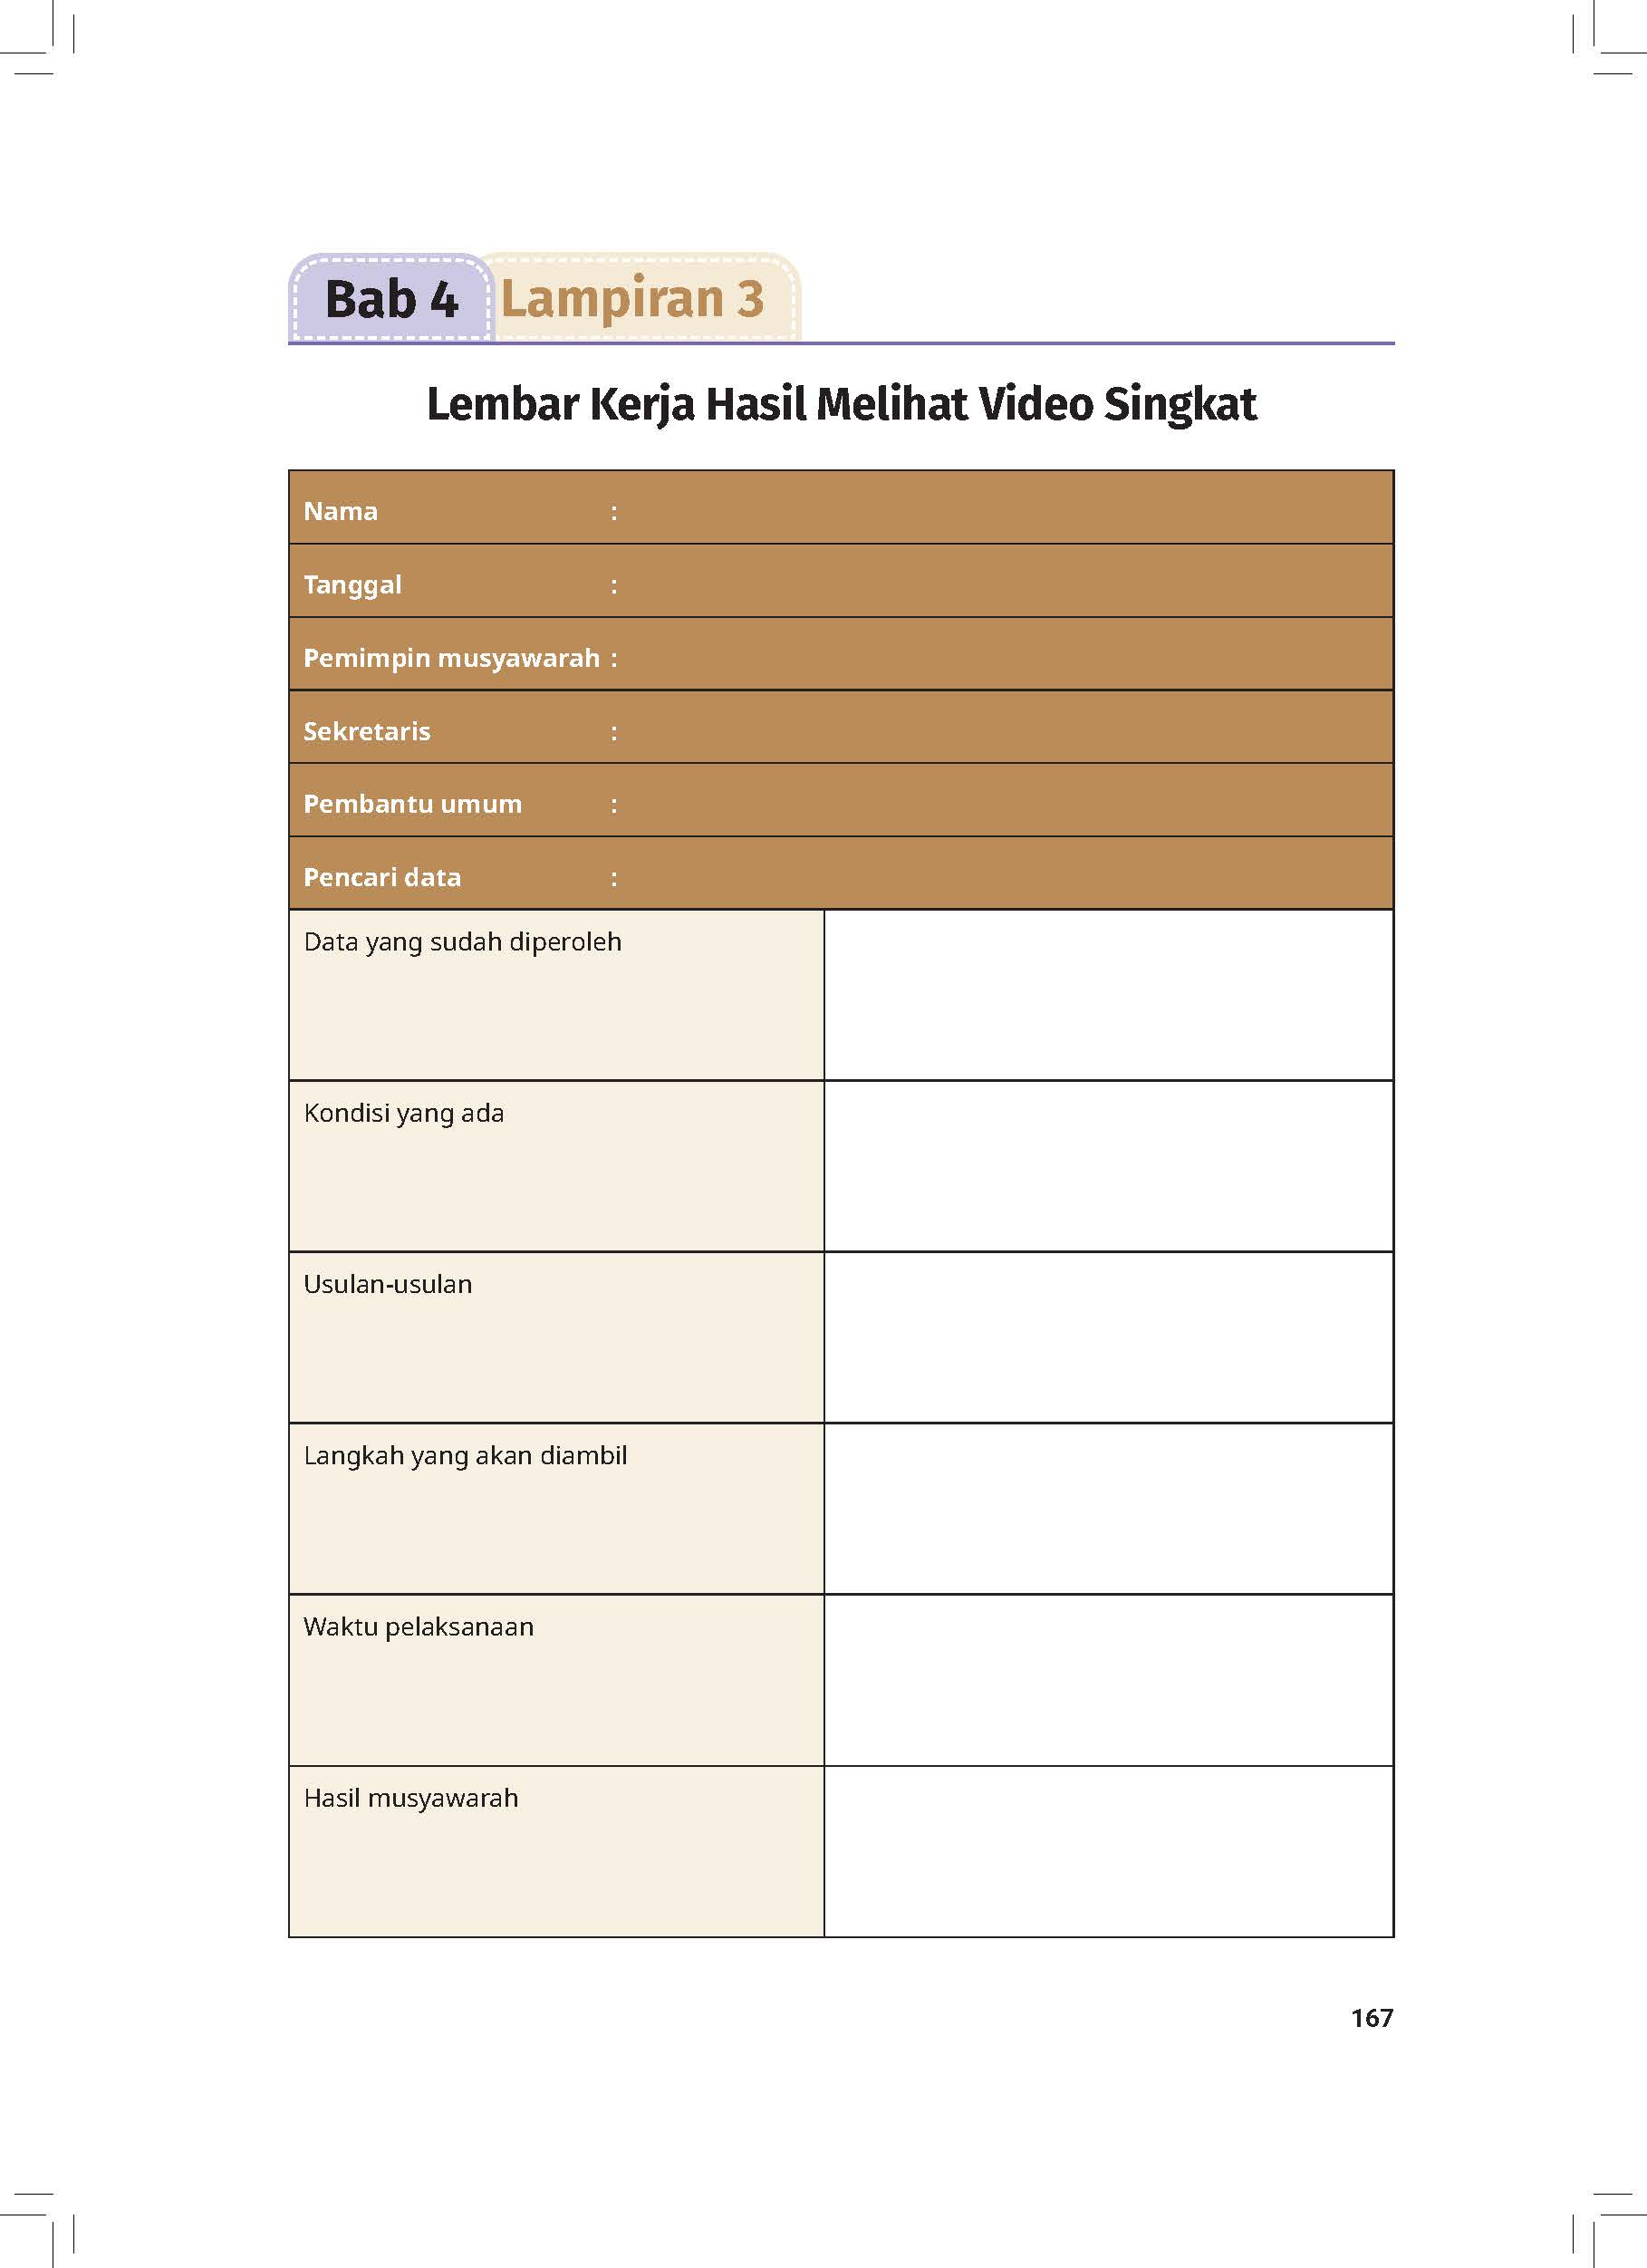 Bab 4 Lampiran 3
Lembar Kerja Hasil Melihat Video Singkat
Nama :
Tanggal :
Pemimpin musyawarah :
Sekretaris :
Pembantu umum :
Pencari data :
Data yang sudah diperoleh
Kondisi yang ada
Usulan-usulan
Langkah yang akan diambil
Waktu pelaksanaan
Hasil musyawarah
167